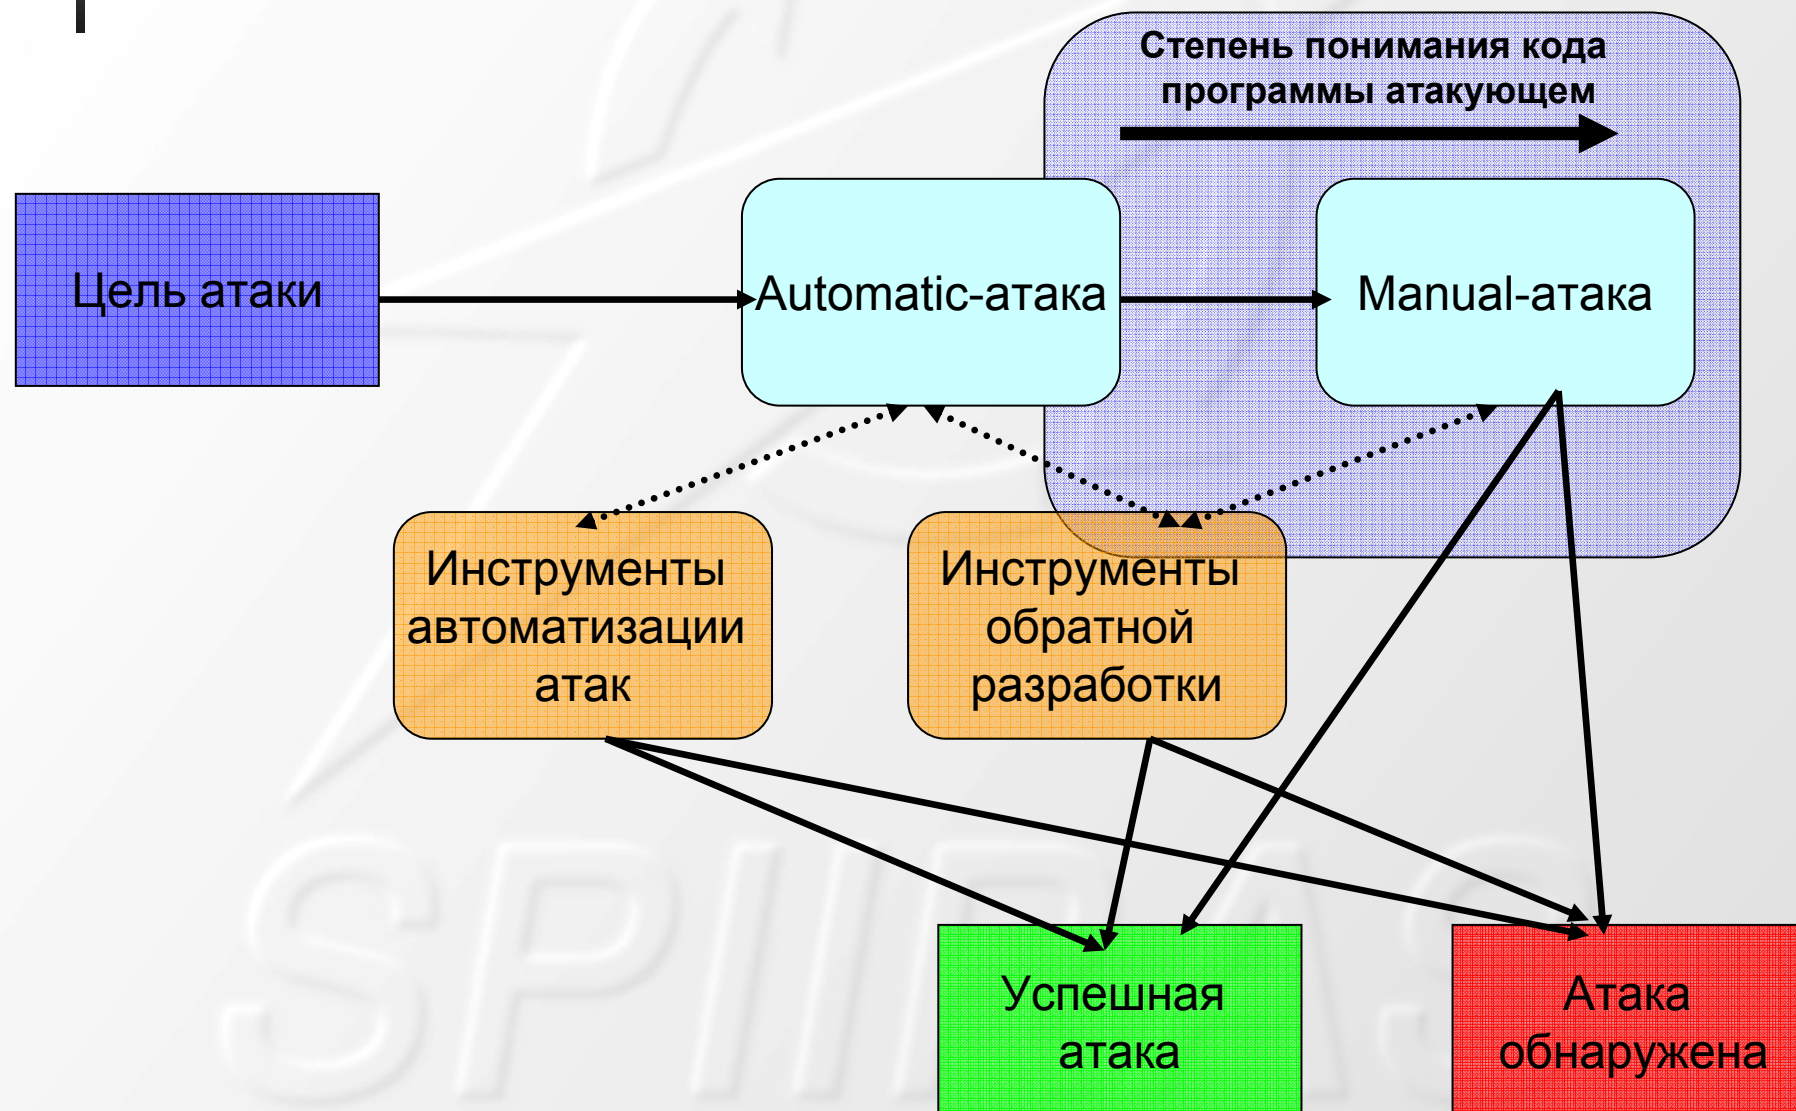 Степень понимания кода
программы атакующем
Цель атаки
Automatic-атака
Manual-атака
Инструменты
автоматизации
атак
Инструменты
обратной
разработки
Успешная
атака
Атака
обнаружена
SPIIRAS